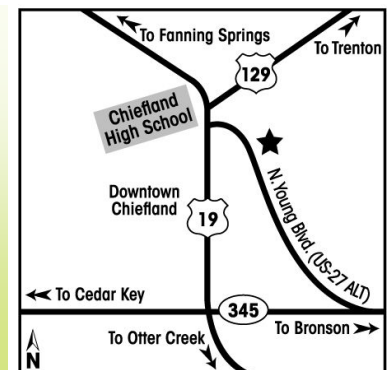 To Fanning Springs
To Trenton
129
Chiefland
High School
Downtown
Chiefland
19
N. Young Blvd. (US-27 ALT)
To Cedar Key
345
To Otter Creek
To Bronson
N